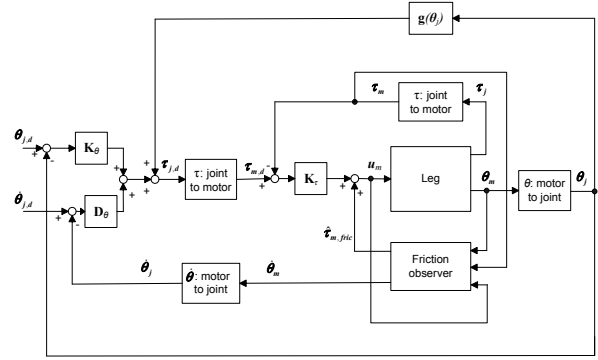 g(θj)
τm
τj
τ: joint
to motor
θj,d
+
-
Kθ
+
+
+
+
τj,d
τ: joint
to motor
τm,d
-
+
Kτ
+
+
um
Leg
θm
θ: motor
to joint
θj
θ̇j,d
+
-
Dθ
τ̂m,fric
Friction
observer
θ̇j
θ̇: motor
to joint
θ̇m